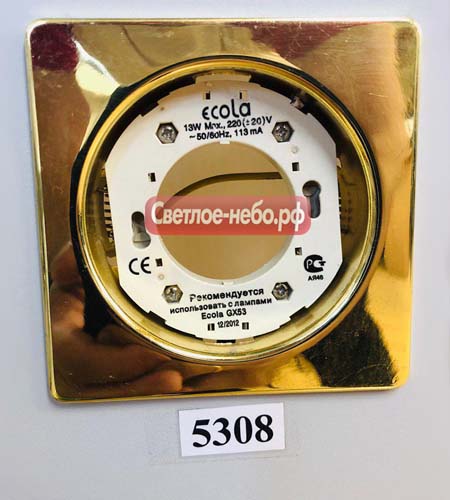 ecola
13W Max., 220(±20)V
~50/60Hz, 113 mA
Светлое-небо.рф
CE
АЯ46
Рекомендуется
использовать с лампами
Ecola GX53
12/2012
5308